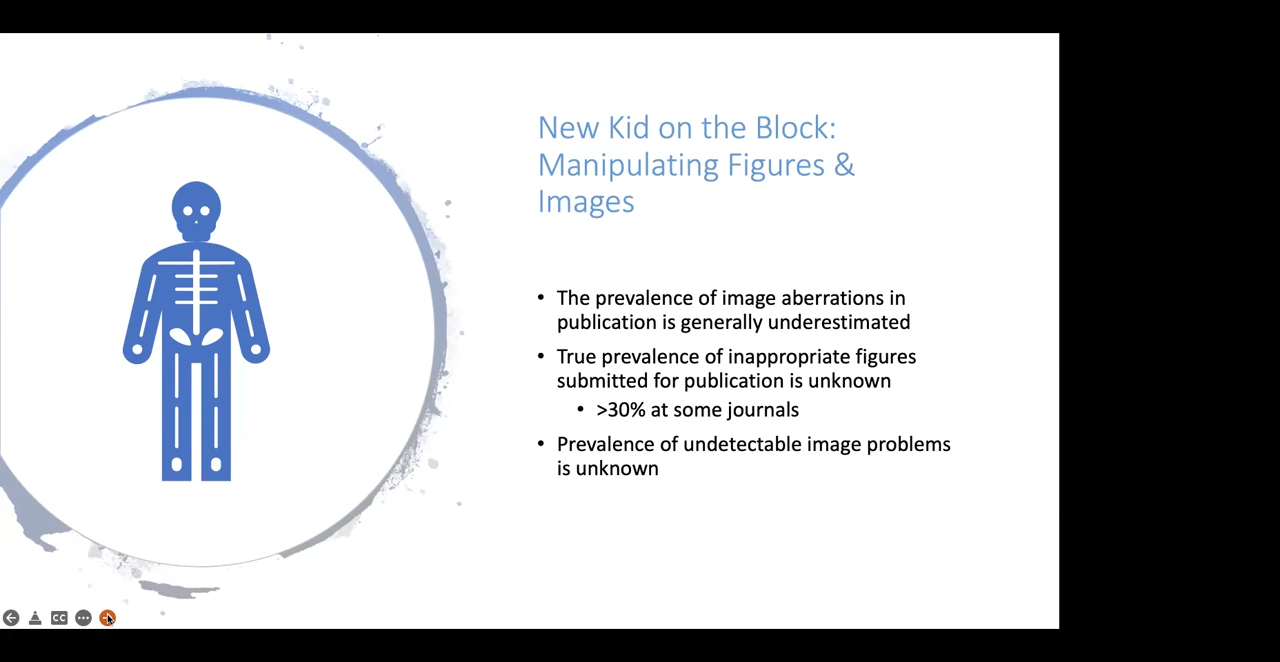 New Kid on the Block:
Manipulating Figures &
Images
• The prevalence of image aberrations in
publication is generally underestimated
• True prevalence of inappropriate figures
submitted for publication is unknown
• >30% at some journals
• Prevalence of undetectable image problems
is unknown
CC